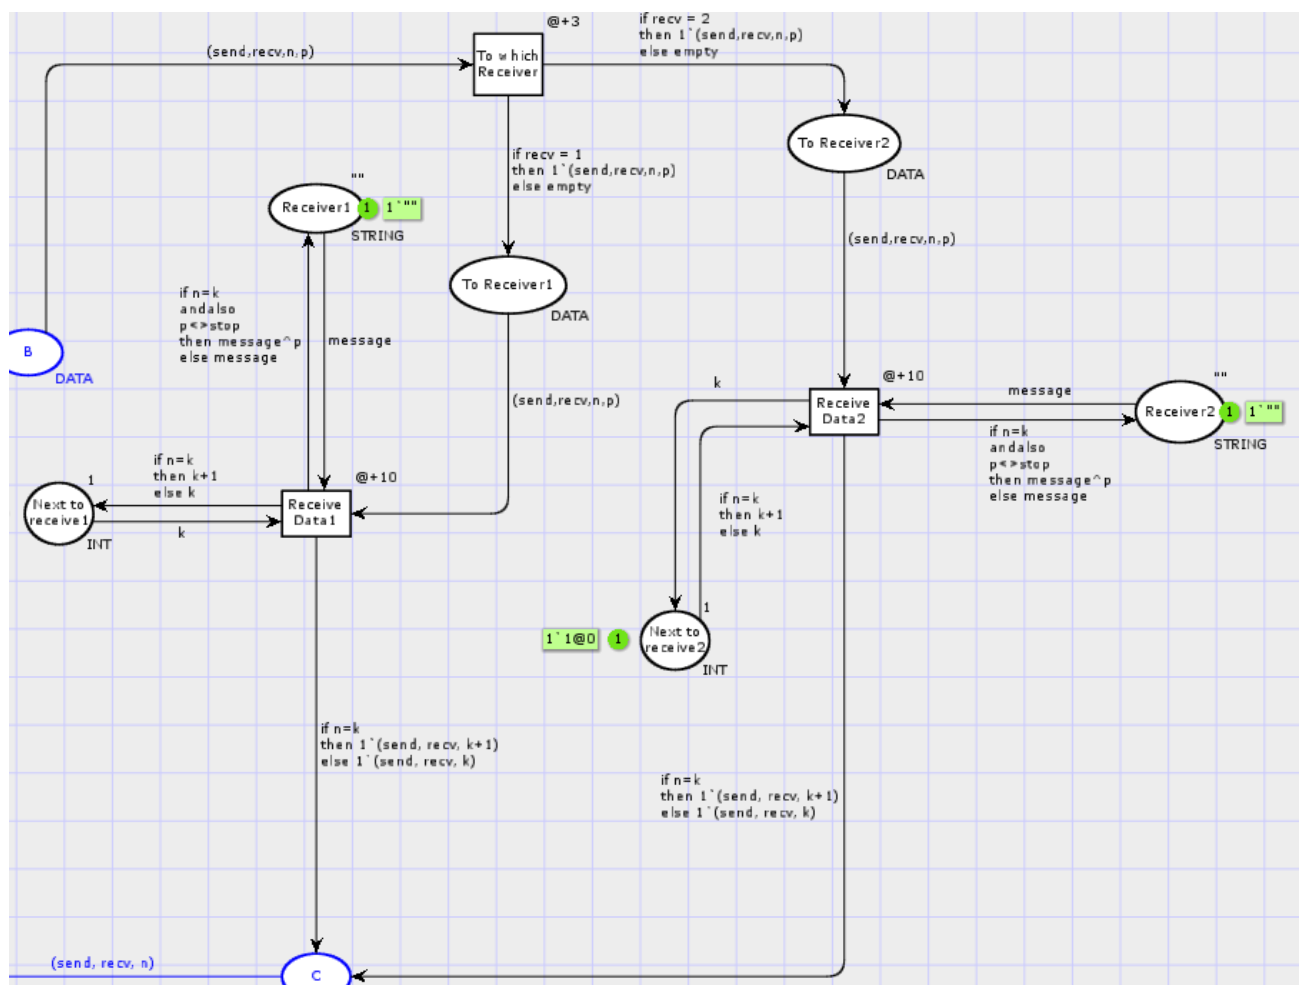 @+3
if recv = 2
then 1`(send,recv,n,p)
else empty
(send,recv,n,p)
To which
Receiver
To Receiver2
DATA
if recv = 1
then 1`(send,recv,n,p)
else empty
""
Receiver1
1
1`""
STRING
(send,recv,n,p)
To Receiver1
DATA
if n=k
andalso
p<>stop
then message^p
else message
message
B
DATA
(send,recv,n,p)
@+10
k
Receive
Data2
message
""
Receiver2
1
1`""
STRING
if n=k
andalso
p<>stop
then message^p
else message
if n=k
then k+1
else k
1
Next to
receive1
INT
k
@+10
Receive
Data1
if n=k
then k+1
else k
1
1`1@0
1
Next to
receive2
INT
if n=k
then 1`(send, recv, k+1)
else 1`(send, recv, k)
if n=k
then 1`(send, recv, k+1)
else 1`(send, recv, k)
(send, recv, n)
C